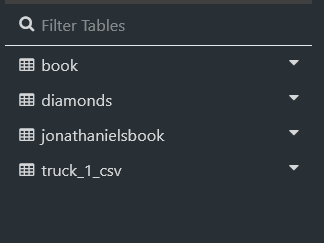 Filter Tables
book
diamonds
jonathanielsbook
truck_1_csv